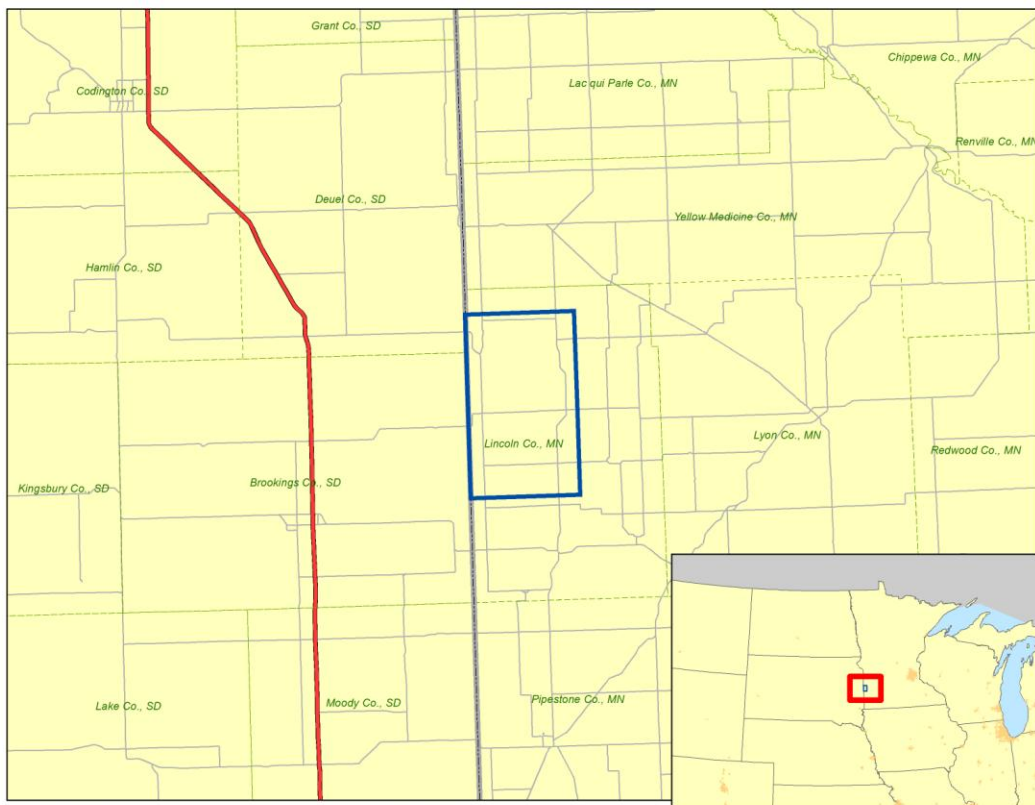 Grant Co., SD
Chippewa Co., MN
Codington Co., SD
Lac qui Parle Co., MN
Renville Co., MN
Deuel Co., SD
Yellow Medicine Co., MN
Hamlin Co., SD
Lincoln Co., MN
Lyon Co., MN
Redwood Co., MN
Kingsbury Co., SD
Brookings Co., SD
Lake Co., SD
Moody Co., SD
Pipestone Co., MN